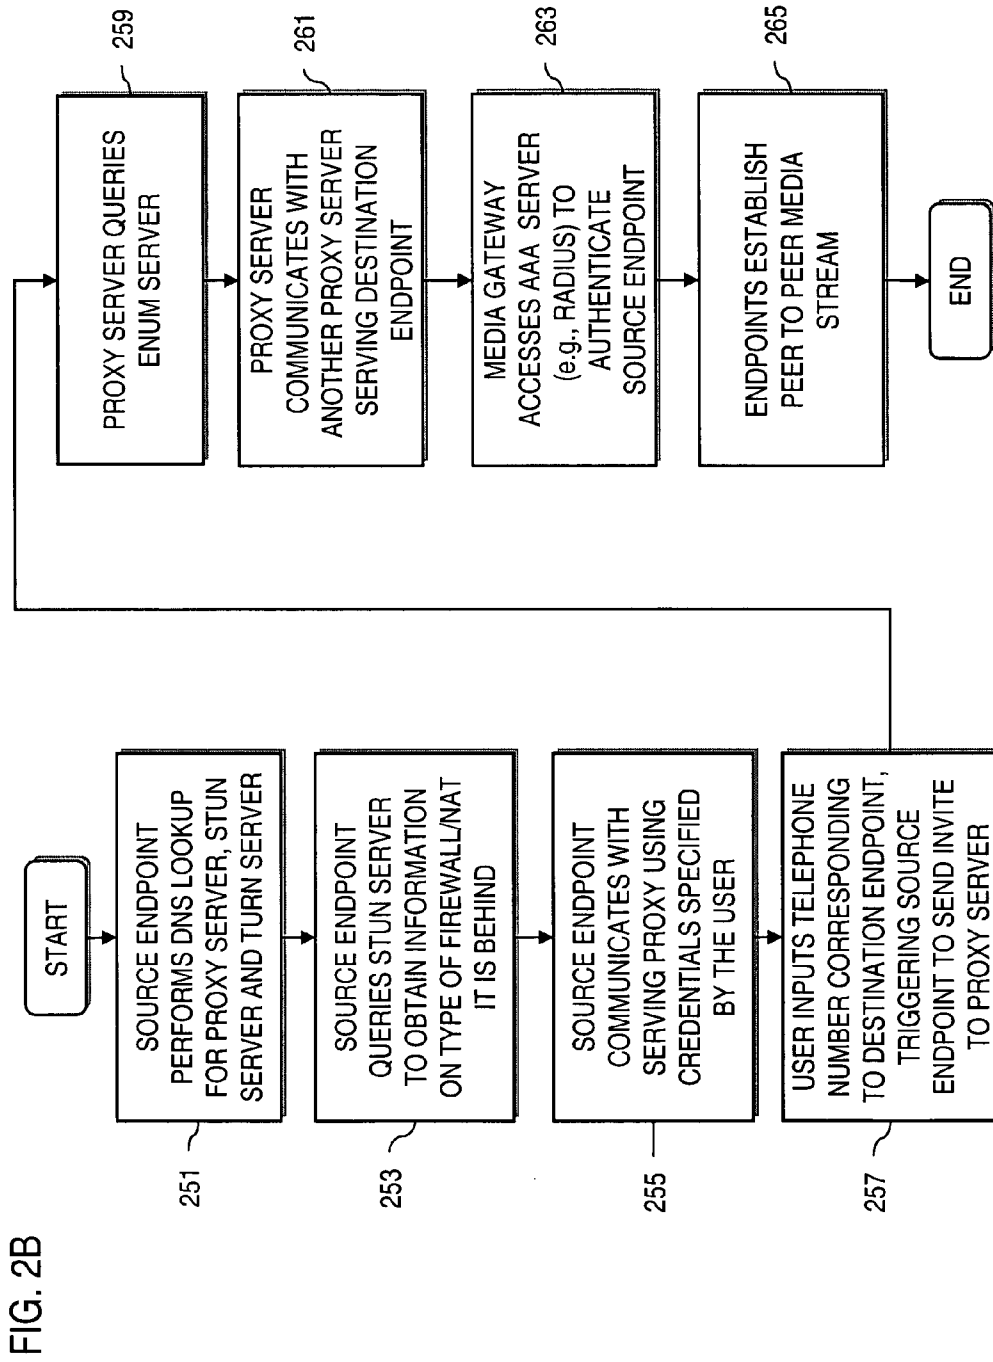 FIG. 2B
START
SOURCE ENDPOINT
PERFORMS DNS LOOKUP
FOR PROXY SERVER, STUN
SERVER AND TURN SERVER
251
SOURCE ENDPOINT
QUERIES STUN SERVER
TO OBTAIN INFORMATION
ON TYPE OF FIREWALL/NAT
IT IS BEHIND
253
SOURCE ENDPOINT
COMMUNICATES WITH
SERVING PROXY USING
CREDENTIALS SPECIFIED
BY THE USER
255
USER INPUTS TELEPHONE
NUMBER CORRESPONDING
TO DESTINATION ENDPOINT,
TRIGGERING SOURCE
ENDPOINT TO SEND INVITE
TO PROXY SERVER
257
PROXY SERVER QUERIES
ENUM SERVER
259
PROXY SERVER
COMMUNICATES WITH
ANOTHER PROXY SERVER
SERVING DESTINATION
ENDPOINT
261
MEDIA GATEWAY
ACCESSES AAA SERVER
(e.g., RADIUS) TO
AUTHENTICATE
SOURCE ENDPOINT
263
ENDPOINTS ESTABLISH
PEER TO PEER MEDIA
STREAM
265
END